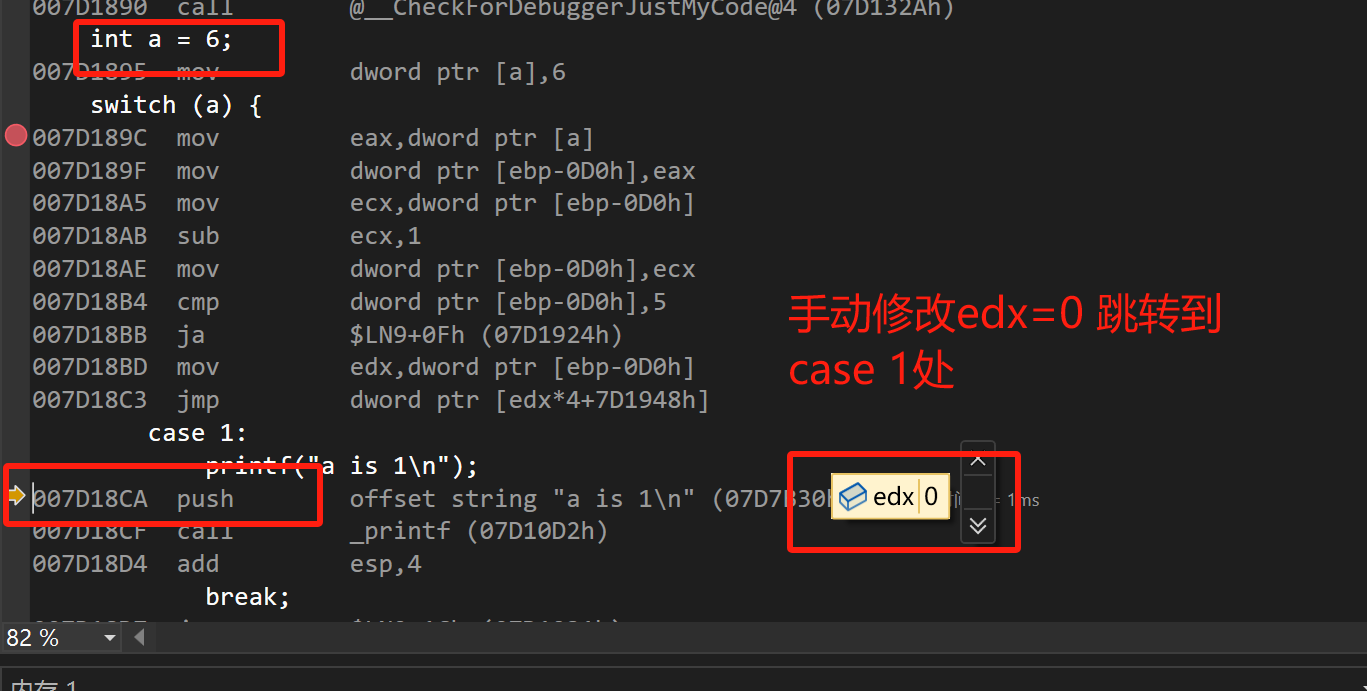 007D1890 call @__CheckForDebuggerJustMyCode@4 (07D132Ah)
int a = 6;
007D1895 mov dword ptr [a],6
switch (a) {
007D189C mov eax,dword ptr [a]
007D189F mov dword ptr [ebp-0D0h],eax
007D18A5 mov ecx,dword ptr [ebp-0D0h]
007D18AB sub ecx,1
007D18AE mov dword ptr [ebp-0D0h],ecx
007D18B4 cmp dword ptr [ebp-0D0h],5
007D18BB ja $LN9+0Fh (07D1924h)
007D18BD mov edx,dword ptr [ebp-0D0h]
007D18C3 jmp dword ptr [edx*4+7D1948h]
手动修改edx=0 跳转到
case 1处
case 1:
printf("a is 1\n");
007D18CA push offset string "a is 1\n" (07D7B30h
edx 0
= 1ms
007D18CF call _printf (07D10D2h)
007D18D4 add esp,4
break;
82 %
内存 1